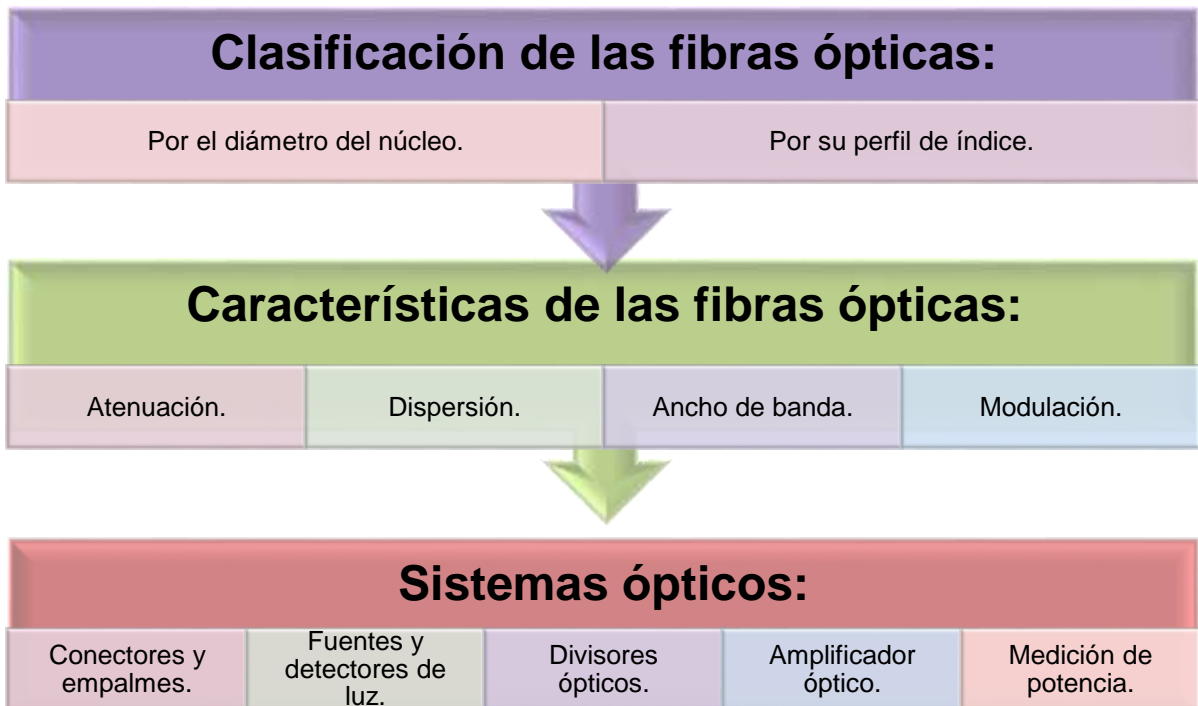 Clasificación de las fibras ópticas:
Por el diámetro del núcleo.
Por su perfil de índice.
Características de las fibras ópticas:
Atenuación.
Dispersión.
Ancho de banda.
Modulación.
Sistemas ópticos:
Conectores y
empalmes.
Fuentes y
detectores de
luz.
Divisores
ópticos.
Amplificador
óptico.
Medición de
potencia.